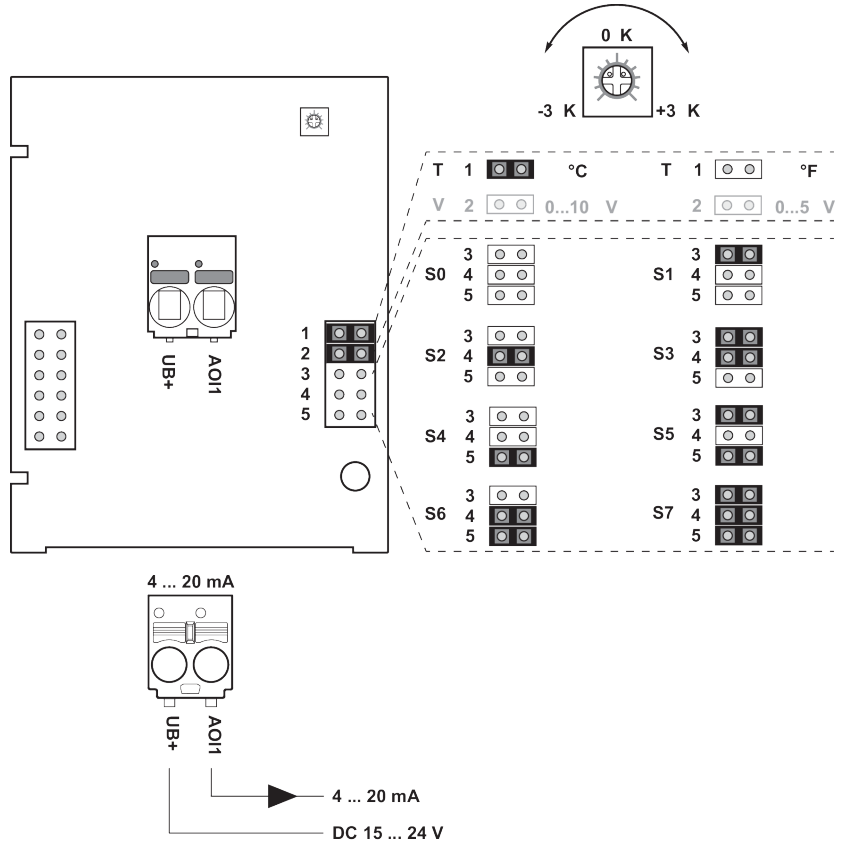 0 K
-3 K +3 K
T 1 °C T 1 °F
V 2 0...10 V 2 0...5 V
3 3
S0 4 S1 4
5 5
1
2
3
4
5
UB+ AOI1
3 3
S2 4 S3 4
5 5
3 3
S4 4 S5 4
5 5
3 3
S6 4 S7 4
5 5
4 ... 20 mA
UB+ AOI1
4 ... 20 mA
DC 15 ... 24 V